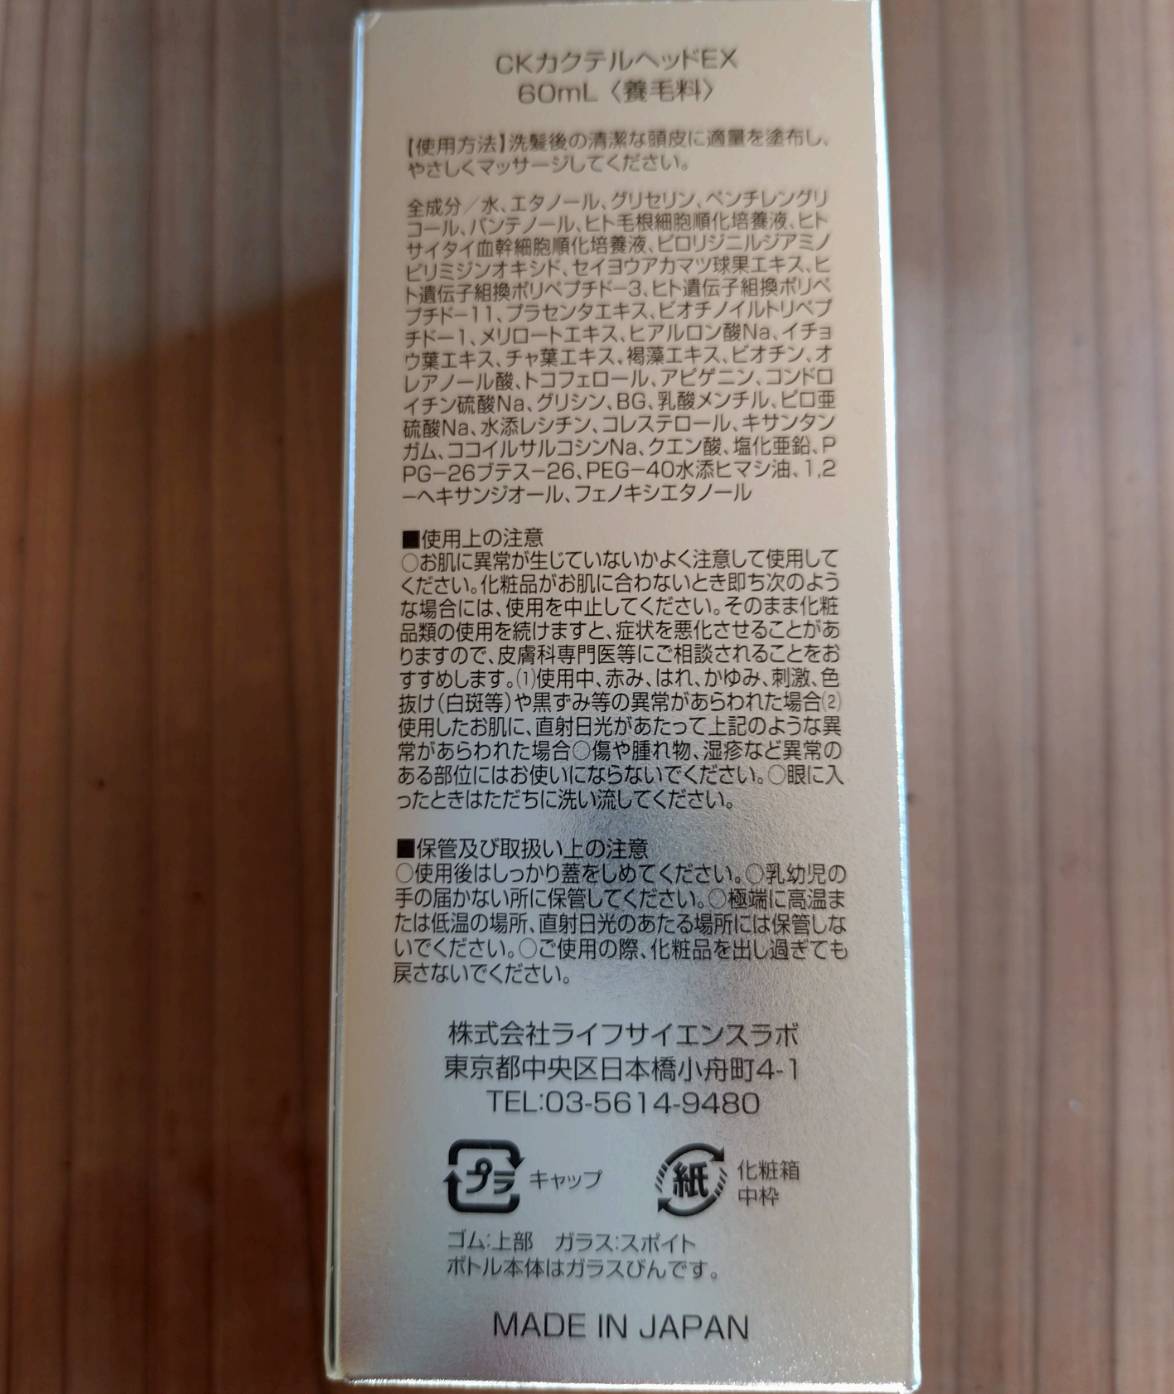 CKカクテルヘッドEX
60mL〈養毛料〉
【使用方法】洗髪後の清潔な頭皮に適量を塗布し、
やさしくマッサージしてください。
全成分／水、エタノール、グリセリン、ペンチレングリ
コール、パンテノール、ヒト毛根細胞順化培養液、ヒト
サイタイ血幹細胞順化培養液、ピロリジニルジアミノ
ピリミジンオキシド、セイヨウアカマツ球果エキス、ヒ
ト遺伝子組換ポリペプチド-3、ヒト遺伝子組換ポリペ
プチド-11、プラセンタエキス、ビオチノイルトリペプ
チド-1、メリロートエキス、ヒアルロン酸Na、イチョ
ウ葉エキス、チャ葉エキス、褐藻エキス、ビオチン、オ
レアノール酸、トコフェロール、アピゲニン、コンドロ
イチン硫酸Na、グリシン、BG、乳酸メンチル、ピロ亜
硫酸Na、水添レシチン、コレステロール、キサンタン
ガム、ココイルサルコシンNa、クエン酸、塩化亜鉛、P
PG-26ブテス-26、PEG-40水添ヒマシ油、1,2
-ヘキサンジオール、フェノキシエタノール
■使用上の注意
○お肌に異常が生じていないかよく注意して使用して
ください。化粧品がお肌に合わないとき即ち次のよう
な場合には、使用を中止してください。そのまま化粧
品類の使用を続けますと、症状を悪化させることがあ
りますので、皮膚科専門医等にご相談されることをお
すすめします。⑴使用中、赤み、はれ、かゆみ、刺激、色
抜け(白斑等)や黒ずみ等の異常があらわれた場合⑵
使用したお肌に、直射日光があたって上記のような異
常があらわれた場合○傷や腫れ物、湿疹など異常の
ある部位にはお使いにならないでください。○眼に入
ったときはただちに洗い流してください。
■保管及び取扱い上の注意
○使用後はしっかり蓋をしめてください。○乳幼児の
手の届かない所に保管してください。○極端に高温ま
たは低温の場所、直射日光のあたる場所には保管しな
いでください。○ご使用の際、化粧品を出し過ぎても
戻さないでください。
株式会社ライフサイエンスラボ
東京都中央区日本橋小舟町4-1
TEL:03-5614-9480
プラ キャップ 紙 化粧箱
中枠
ゴム:上部 ガラス:スポイト
ボトル本体はガラスびんです。
MADE IN JAPAN